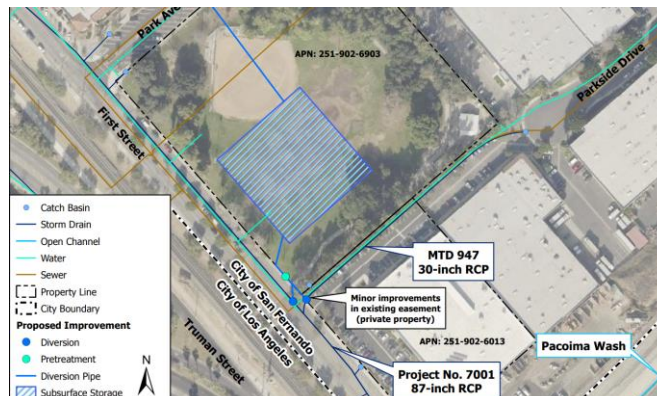 Park Ave
APN: 251-902-6903
Parkside Drive
First Street
Catch Basin
Storm Drain
Open Channel
Water
Sewer
Property Line
City Boundary
Proposed Improvement
Diversion
Pretreatment
Diversion Pipe
Subsurface Storage
N
City of San Fernando
City of Los Angeles
Truman Street
MTD 947
30-inch RCP
Minor improvements
in existing easement
(private property)
APN: 251-902-6013
Project No. 7001
87-inch RCP
Pacoima Wash